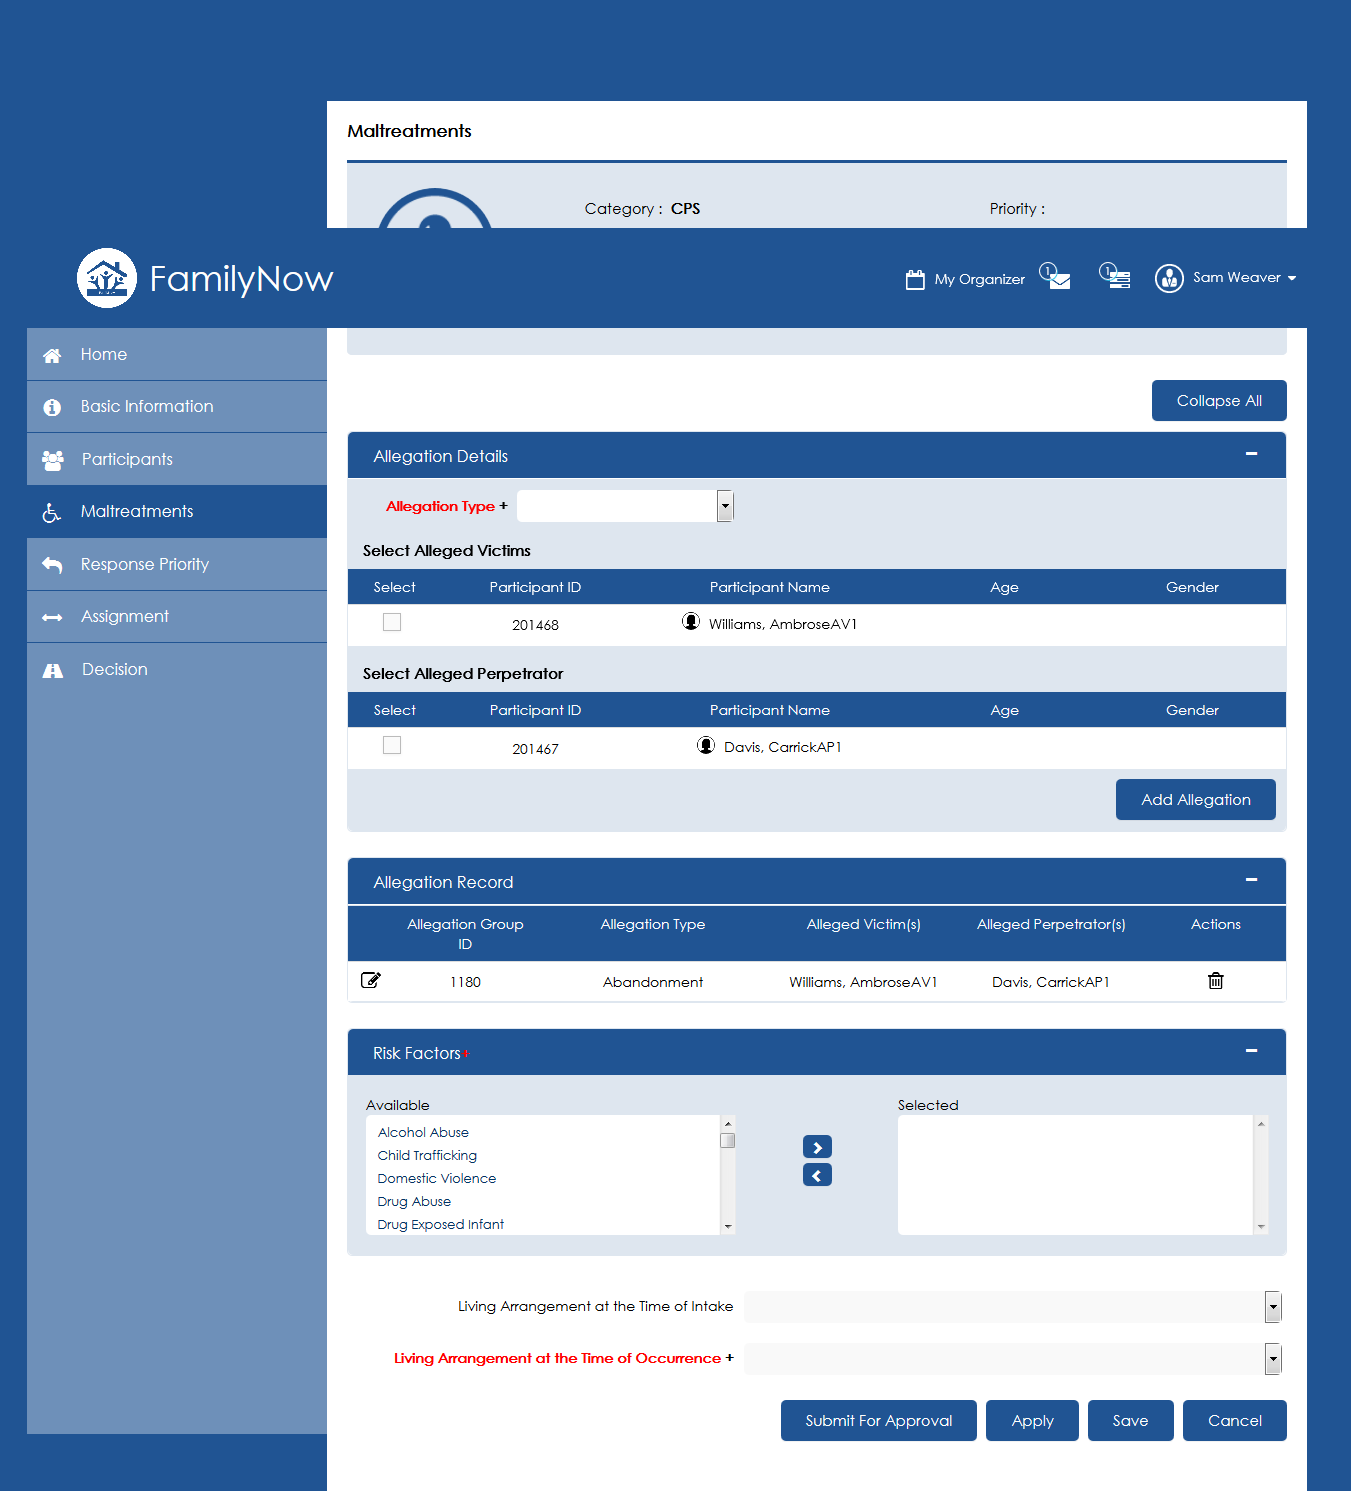 Maltreatments
Category : CPS
Priority :
FamilyNow
My Organizer
1
1
Sam Weaver
Home
Basic Information
Participants
Maltreatments
Response Priority
Assignment
Decision
Collapse All
Allegation Details
Allegation Type +
Select Alleged Victims
Select Participant ID Participant Name Age Gender
201468 Williams, AmbroseAV1
Select Alleged Perpetrator
Select Participant ID Participant Name Age Gender
201467 Davis, CarrickAP1
Add Allegation
Allegation Record
Allegation Group ID Allegation Type Alleged Victim(s) Alleged Perpetrator(s) Actions
1180 Abandonment Williams, AmbroseAV1 Davis, CarrickAP1
Risk Factors
Available
Alcohol Abuse
Child Trafficking
Domestic Violence
Drug Abuse
Drug Exposed Infant
Selected
Living Arrangement at the Time of Intake
Living Arrangement at the Time of Occurrence +
Submit For Approval
Apply
Save
Cancel